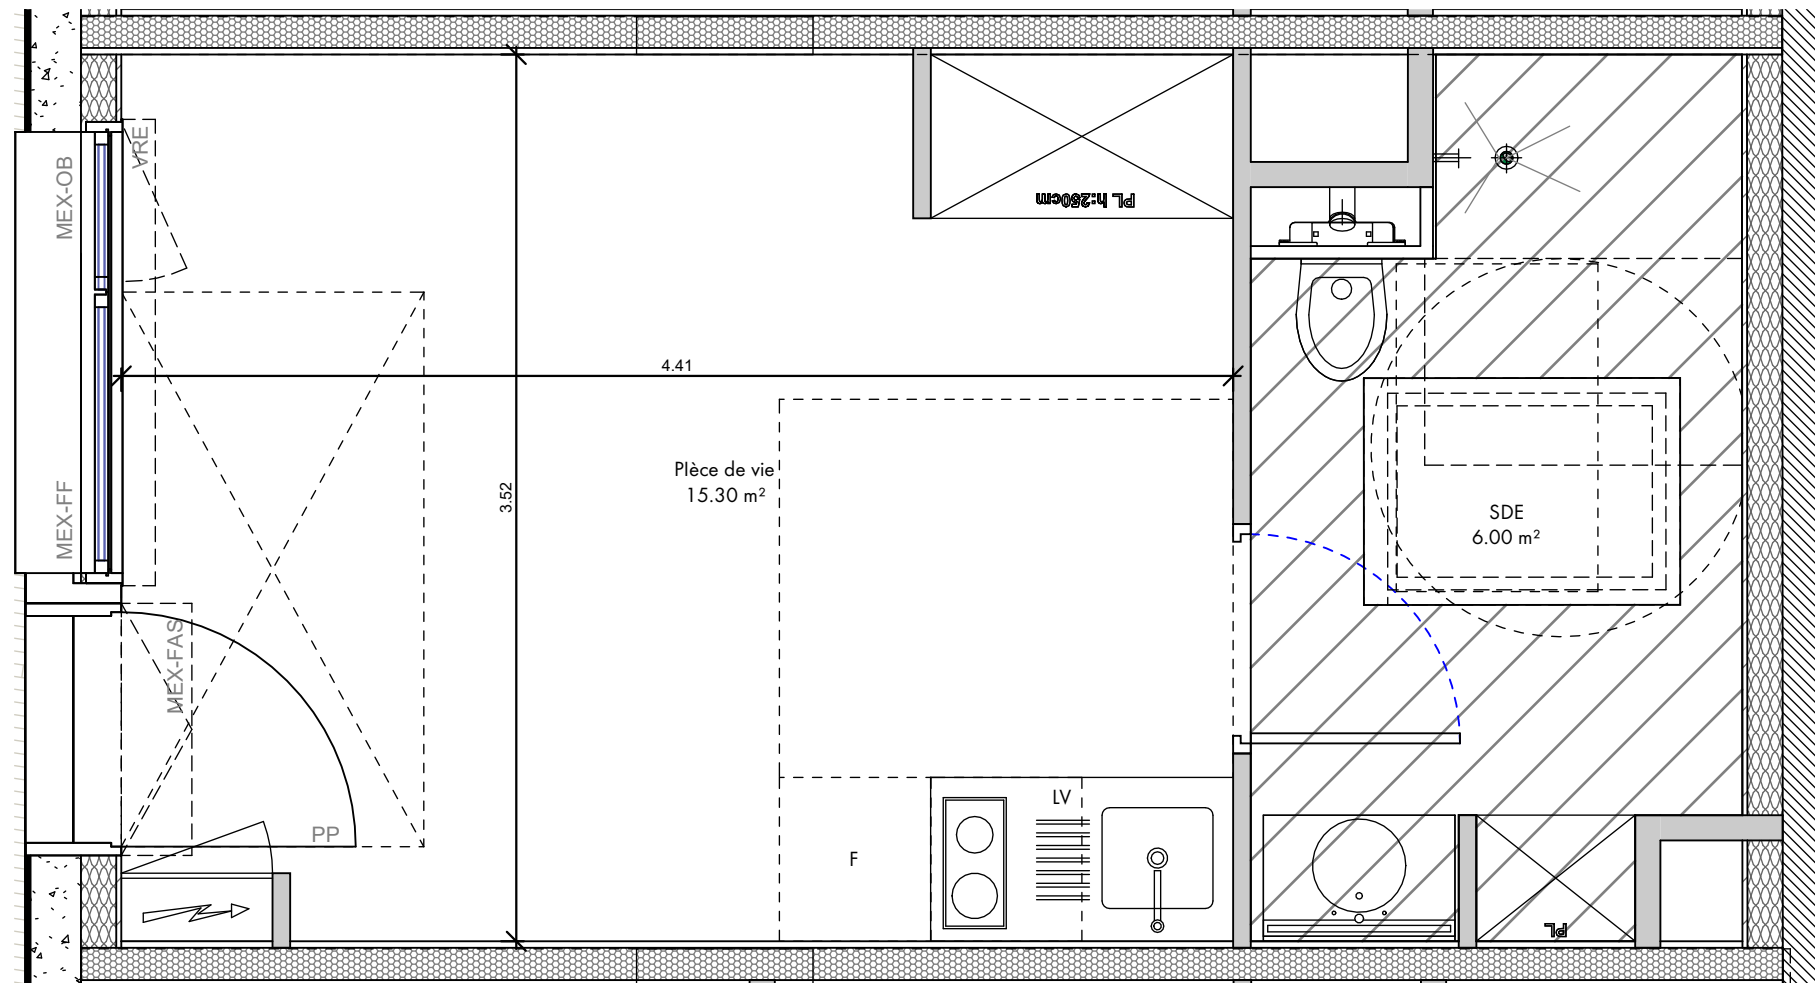 VRE
MEX-OB
PL h:250cm
4.41
Pièce de vie
15.30 m²
3.52
MEX-FF
SDE
6.00 m²
MEX-FAS
PP
LV
F
PL